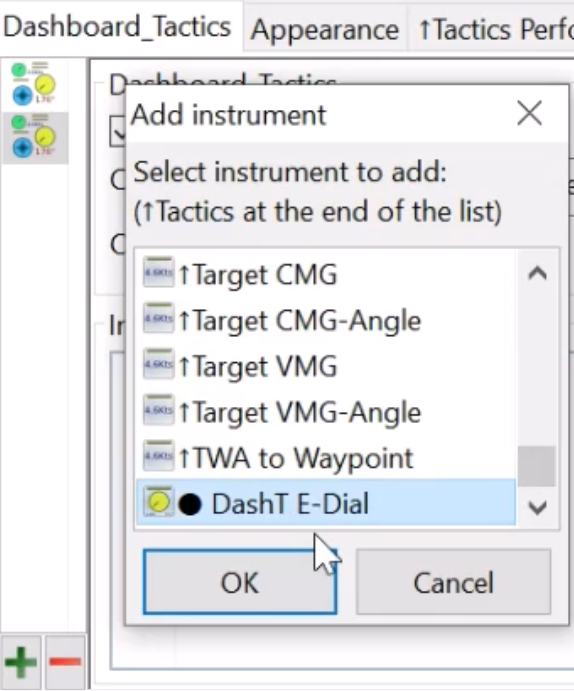 Dashboard_Tactics
Appearance
↑Tactics Perfo
Dashboard_Tactics
Add instrument
Select instrument to add:
(↑Tactics at the end of the list)
↑Target CMG
↑Target CMG-Angle
↑Target VMG
↑Target VMG-Angle
↑TWA to Waypoint
● DashT E-Dial
OK
Cancel